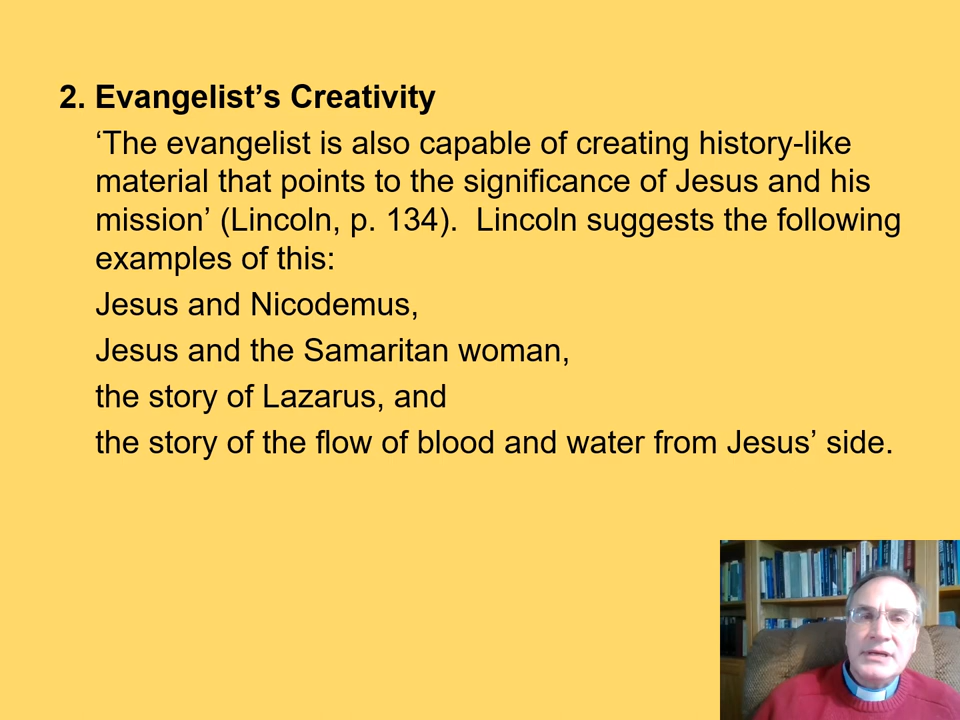 2. Evangelist’s Creativity
‘The evangelist is also capable of creating history-like
material that points to the significance of Jesus and his
mission’ (Lincoln, p. 134).  Lincoln suggests the following
examples of this:
Jesus and Nicodemus,
Jesus and the Samaritan woman,
the story of Lazarus, and
the story of the flow of blood and water from Jesus’ side.